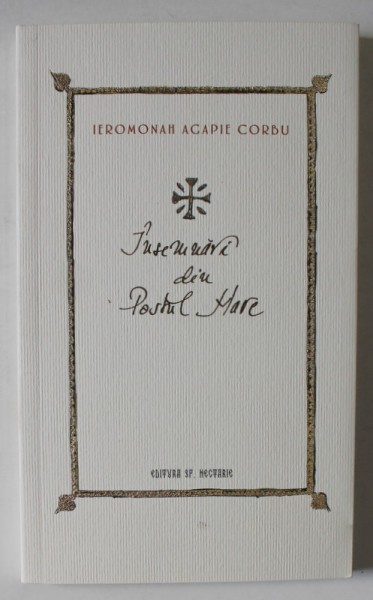 IEROMONAH AGAPIE CORBU
Însemnări
din
Postul Mare
EDITURA SF. NECTARIE